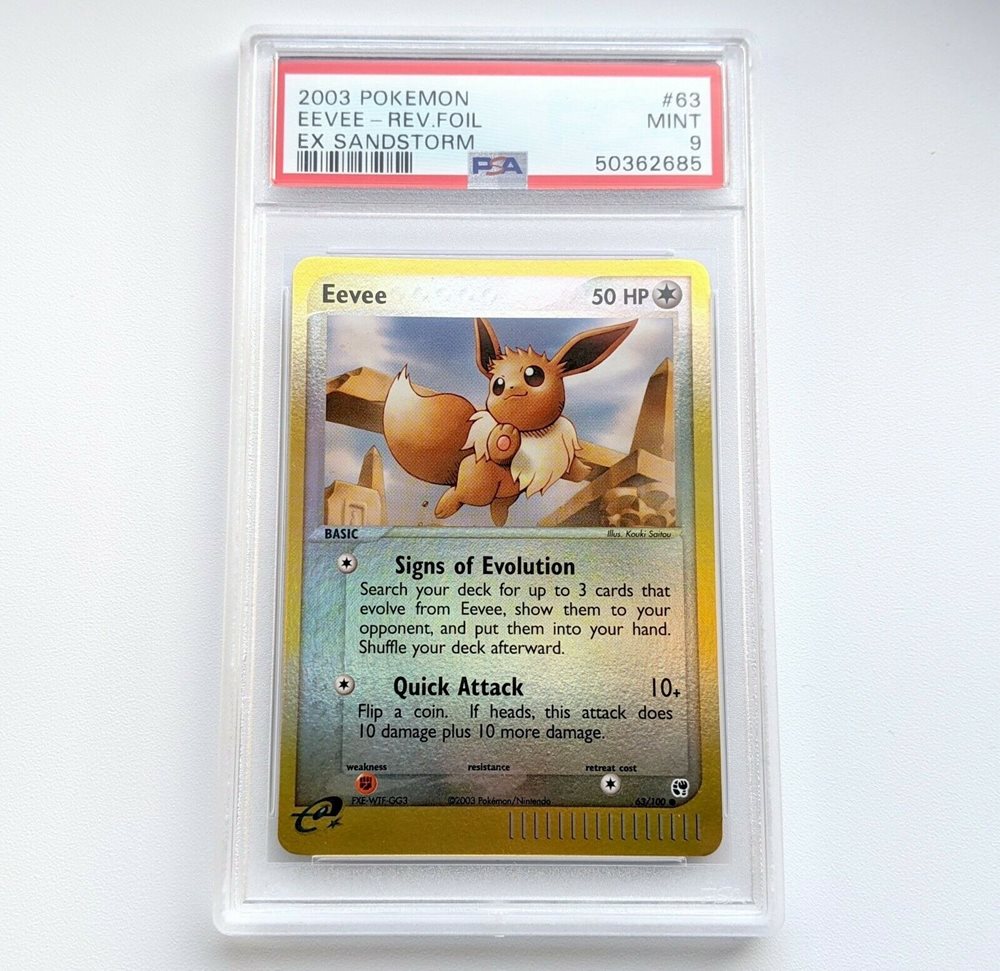 2003 POKEMON #63
EEVEE - REV.FOIL MINT
EX SANDSTORM 9
PSA 50362685
Eevee 50 HP
BASIC Illus. Kouki Saitou
Signs of Evolution
Search your deck for up to 3 cards that
evolve from Eevee, show them to your
opponent, and put them into your hand.
Shuffle your deck afterward.
Quick Attack 10+
Flip a coin. If heads, this attack does
10 damage plus 10 more damage.
weakness resistance retreat cost
FXE-WTF-GG3 ©2003 Pokémon/Nintendo 63/100
e